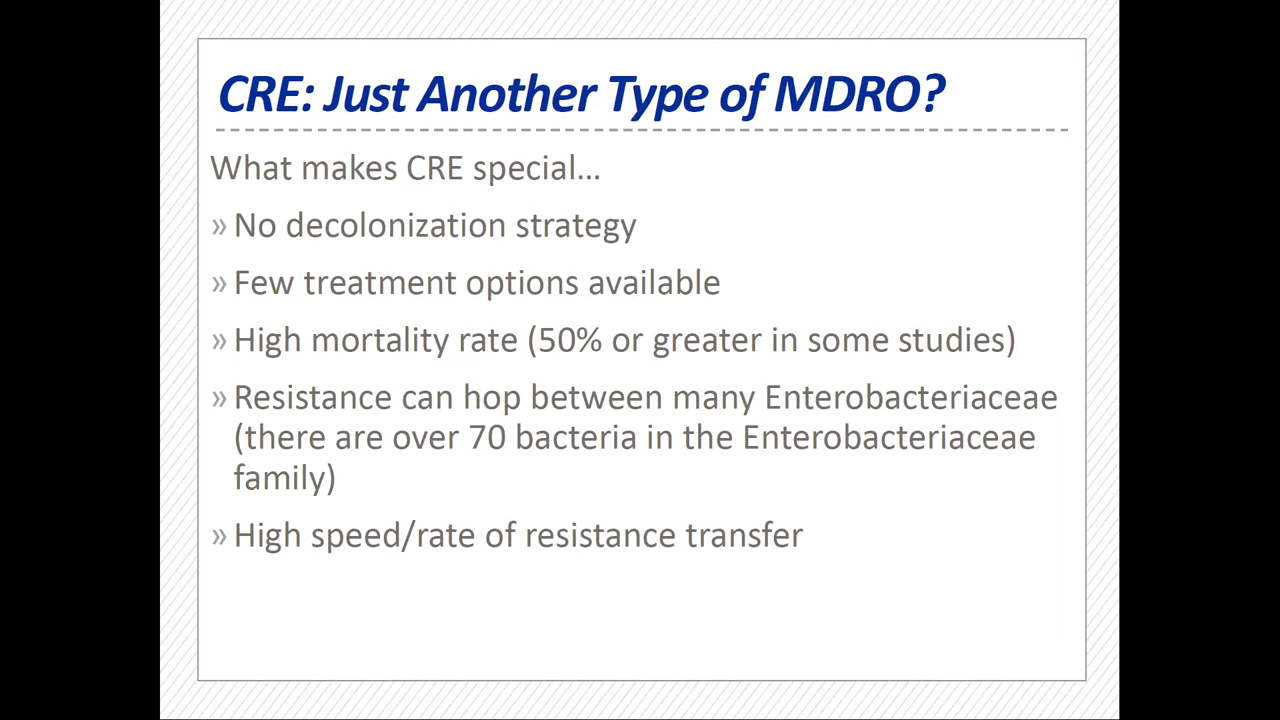 CRE: Just Another Type of MDRO?
What makes CRE special...
» No decolonization strategy
» Few treatment options available
» High mortality rate (50% or greater in some studies)
» Resistance can hop between many Enterobacteriaceae
(there are over 70 bacteria in the Enterobacteriaceae
family)
» High speed/rate of resistance transfer